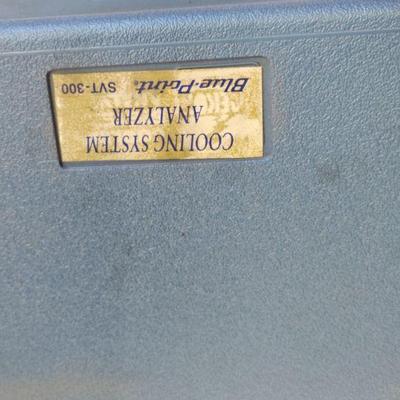 COOLING SYSTEM
ANALYZER
Blue-Point. SVT-300